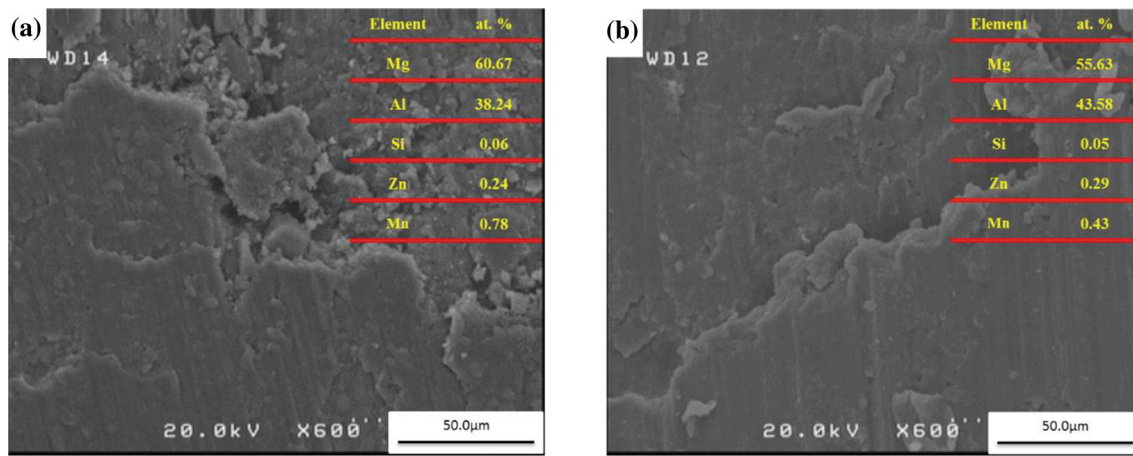 (a)
WD14
Element at. %
Mg 60.67
Al 38.24
Si 0.06
Zn 0.24
Mn 0.78
20.0kV X600
50.0μm
(b)
WD12
Element at. %
Mg 55.63
Al 43.58
Si 0.05
Zn 0.29
Mn 0.43
20.0kV X600
50.0μm